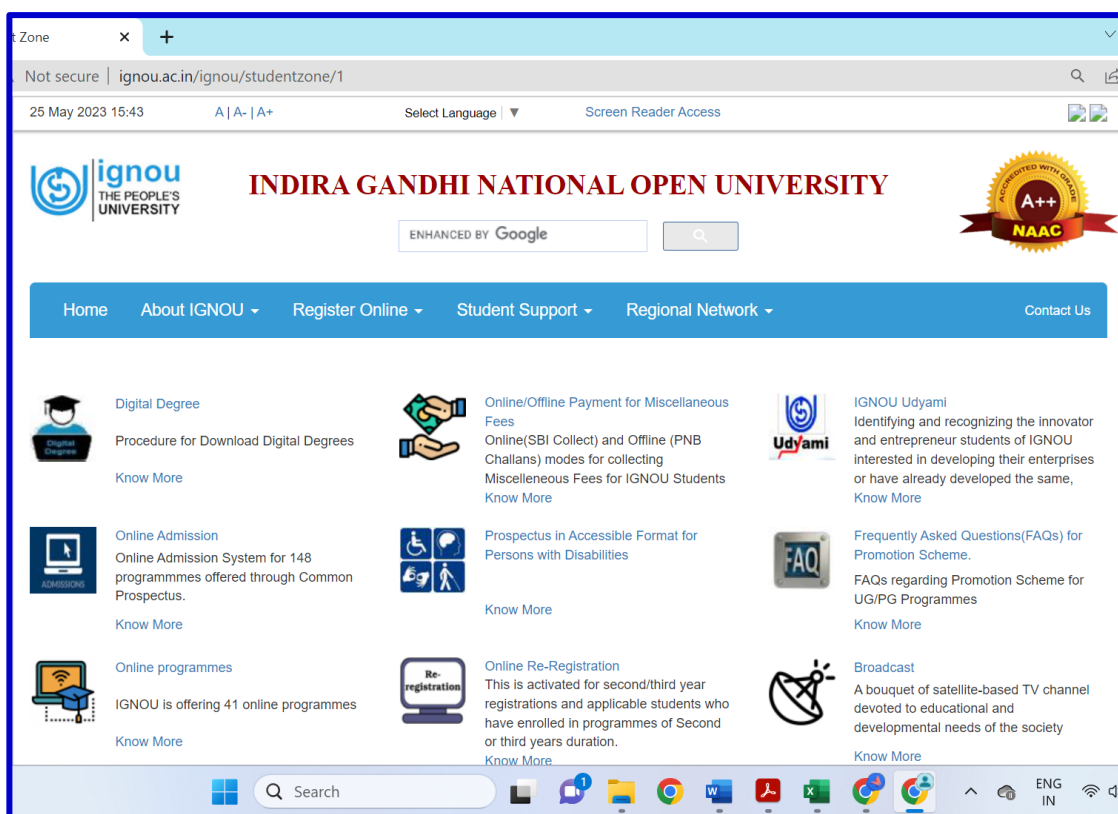 t Zone
Not secure | ignou.ac.in/ignou/studentzone/1
25 May 2023 15:43 A | A- | A+ Select Language ▼ Screen Reader Access
ignou
THE PEOPLE'S
UNIVERSITY
INDIRA GANDHI NATIONAL OPEN UNIVERSITY
ENHANCED BY Google
ACCREDITED WITH GRADE
A++
NAAC
Home About IGNOU Register Online Student Support Regional Network Contact Us
Digital
Degree
Digital Degree
Procedure for Download Digital Degrees
Know More
Online/Offline Payment for Miscellaneous
Fees
Online(SBI Collect) and Offline (PNB
Challans) modes for collecting
Miscelleneous Fees for IGNOU Students
Know More
Udyami
IGNOU Udyami
Identifying and recognizing the innovator
and entrepreneur students of IGNOU
interested in developing their enterprises
or have already developed the same,
Know More
ADMISSIONS
Online Admission
Online Admission System for 148
programmmes offered through Common
Prospectus.
Know More
Prospectus in Accessible Format for
Persons with Disabilities
Know More
FAQ
Frequently Asked Questions(FAQs) for
Promotion Scheme.
FAQs regarding Promotion Scheme for
UG/PG Programmes
Know More
Online programmes
IGNOU is offering 41 online programmes
Know More
Re-
registration
Online Re-Registration
This is activated for second/third year
registrations and applicable students who
have enrolled in programmes of Second
or third years duration.
Know More
Broadcast
A bouquet of satellite-based TV channel
devoted to educational and
developmental needs of the society
Know More
Search
1
ENG
IN